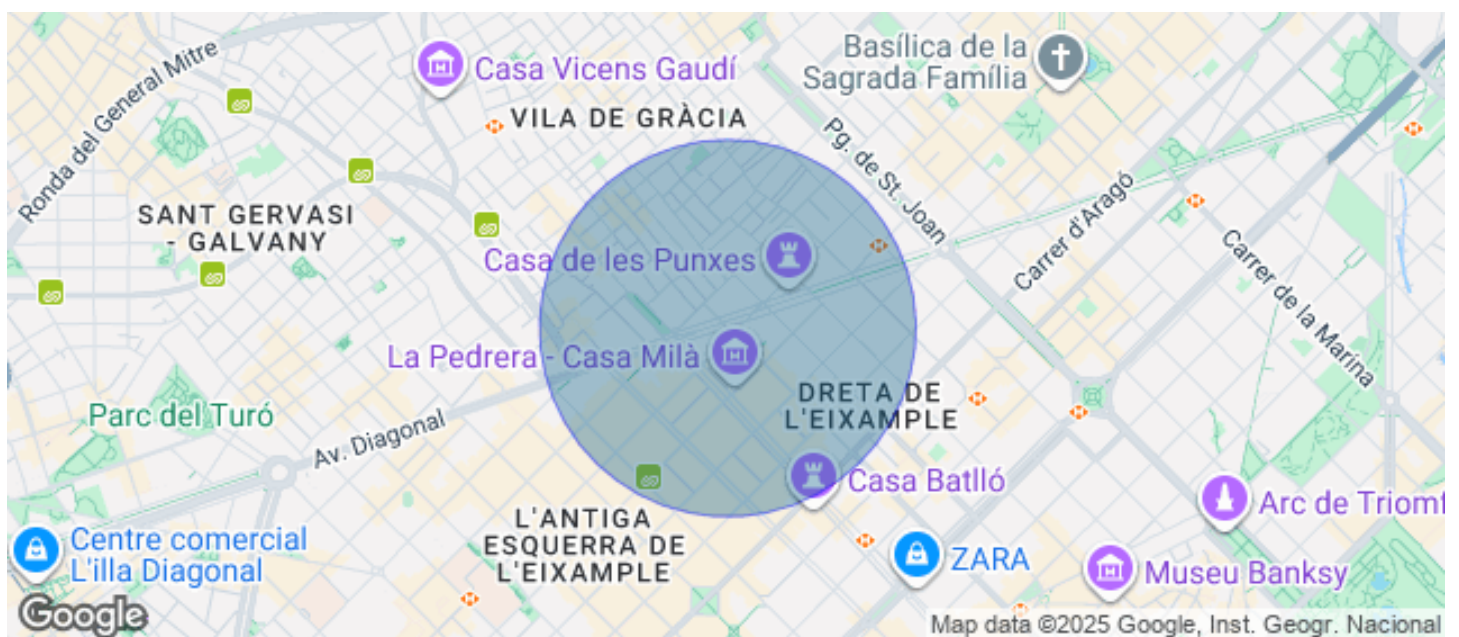 Ronda del General Mitre
Casa Vicens Gaudí
Basílica de la
Sagrada Família
VILA DE GRÀCIA
Pg. de St. Joan
SANT GERVASI
- GALVANY
Casa de les Punxes
Carrer d'Aragó
Carrer de la Marina
La Pedrera - Casa Milà
DRETA DE
L'EIXAMPLE
Parc del Turó
Av. Diagonal
Casa Batlló
Arc de Triomf
L'ANTIGA
ESQUERRA DE
L'EIXAMPLE
Centre comercial
L'illa Diagonal
ZARA
Museu Banksy
Google
Map data ©2025 Google, Inst. Geogr. Nacional